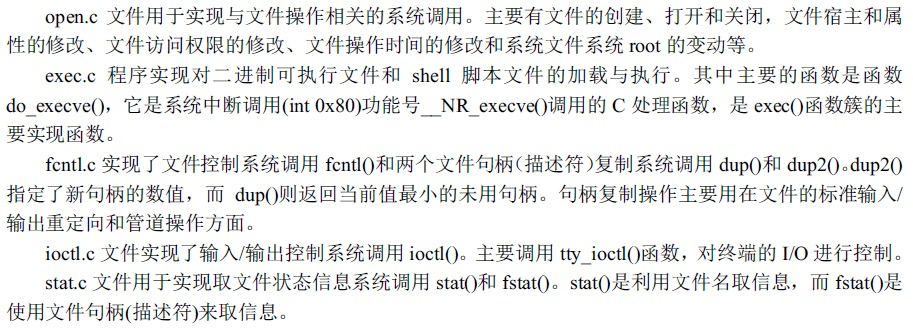 open.c 文件用于实现与文件操作相关的系统调用。主要有文件的创建、打开和关闭，文件宿主和属
性的修改、文件访问权限的修改、文件操作时间的修改和系统文件系统 root 的变动等。
exec.c 程序实现对二进制可执行文件和 shell 脚本文件的加载与执行。其中主要的函数是函数
do_execve()，它是系统中断调用(int 0x80)功能号__NR_execve()调用的 C 处理函数，是 exec()函数簇的主
要实现函数。
fcntl.c 实现了文件控制系统调用 fcntl()和两个文件句柄（描述符）复制系统调用 dup()和 dup2()。dup2()
指定了新句柄的数值，而 dup()则返回当前值最小的未用句柄。句柄复制操作主要用在文件的标准输入/
输出重定向和管道操作方面。
ioctl.c 文件实现了输入/输出控制系统调用 ioctl()。主要调用 tty_ioctl()函数，对终端的 I/O 进行控制。
stat.c 文件用于实现取文件状态信息系统调用 stat()和 fstat()。stat()是利用文件名取信息，而 fstat()是
使用文件句柄(描述符)来取信息。